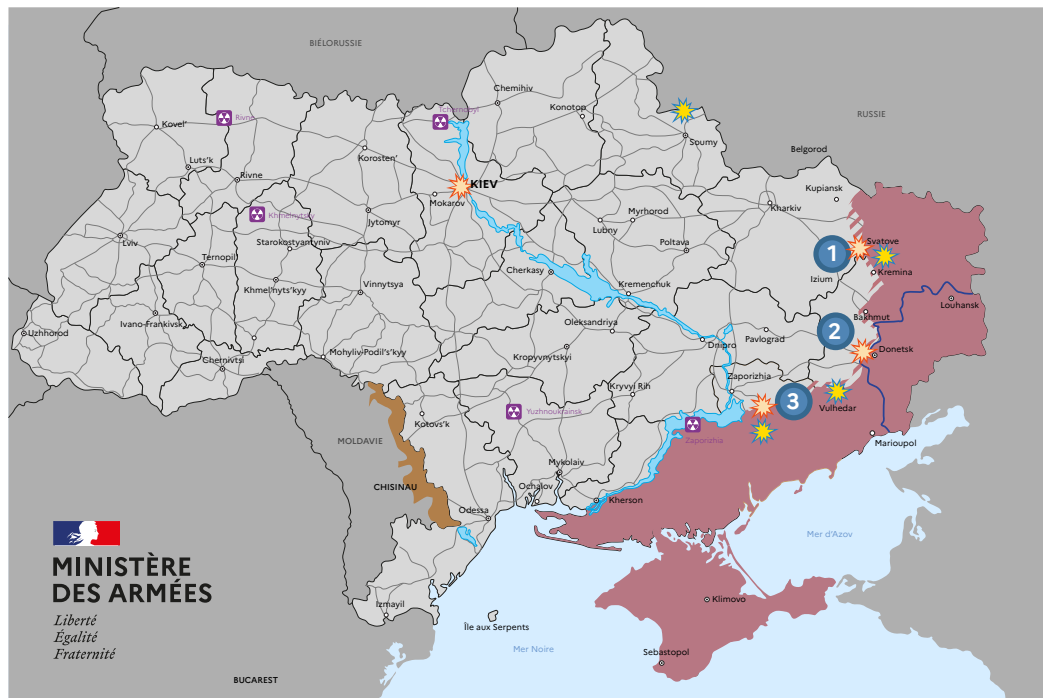 BIÉLORUSSIE
RUSSIE
Chernihiv
Tchernobyl
Konotop
Kovel'
Rivne
Soumy
Belgorod
Korosten'
Luts'k
Rivne
KIEV
Mokarov
Kupiansk
Kharkiv
Khmelnytsky
Jytomyr
Myrhorod
Lubny
Lviv
Starokostyantyniv
Poltava
Svatove
1
Ternopil
Cherkasy
Izium
Kremina
Khmel'nyts'kyy
Vinnytsya
Kremenchuk
Louhansk
Ivano-Frankivsk
Oleksandriya
Bakhmut
2
Uzhhorod
Chernivtsi
Mohyliv-Podil's'kyy
Kropyvnytskyi
Dnipro
Pavlograd
Donetsk
Zaporizhia
Kryvyi Rih
3
Vulhedar
Kotovs'k
Yuzhnoukrainsk
Zaporizhia
MOLDAVIE
Marioupol
Mykolaiv
CHISINAU
Ochalov
Kherson
Odessa
Mer d'Azov
MINISTÈRE
DES ARMÉES
Liberté
Égalité
Fraternité
Izmayil
Île aux Serpents
Klimovo
Mer Noire
Sebastopol
BUCAREST